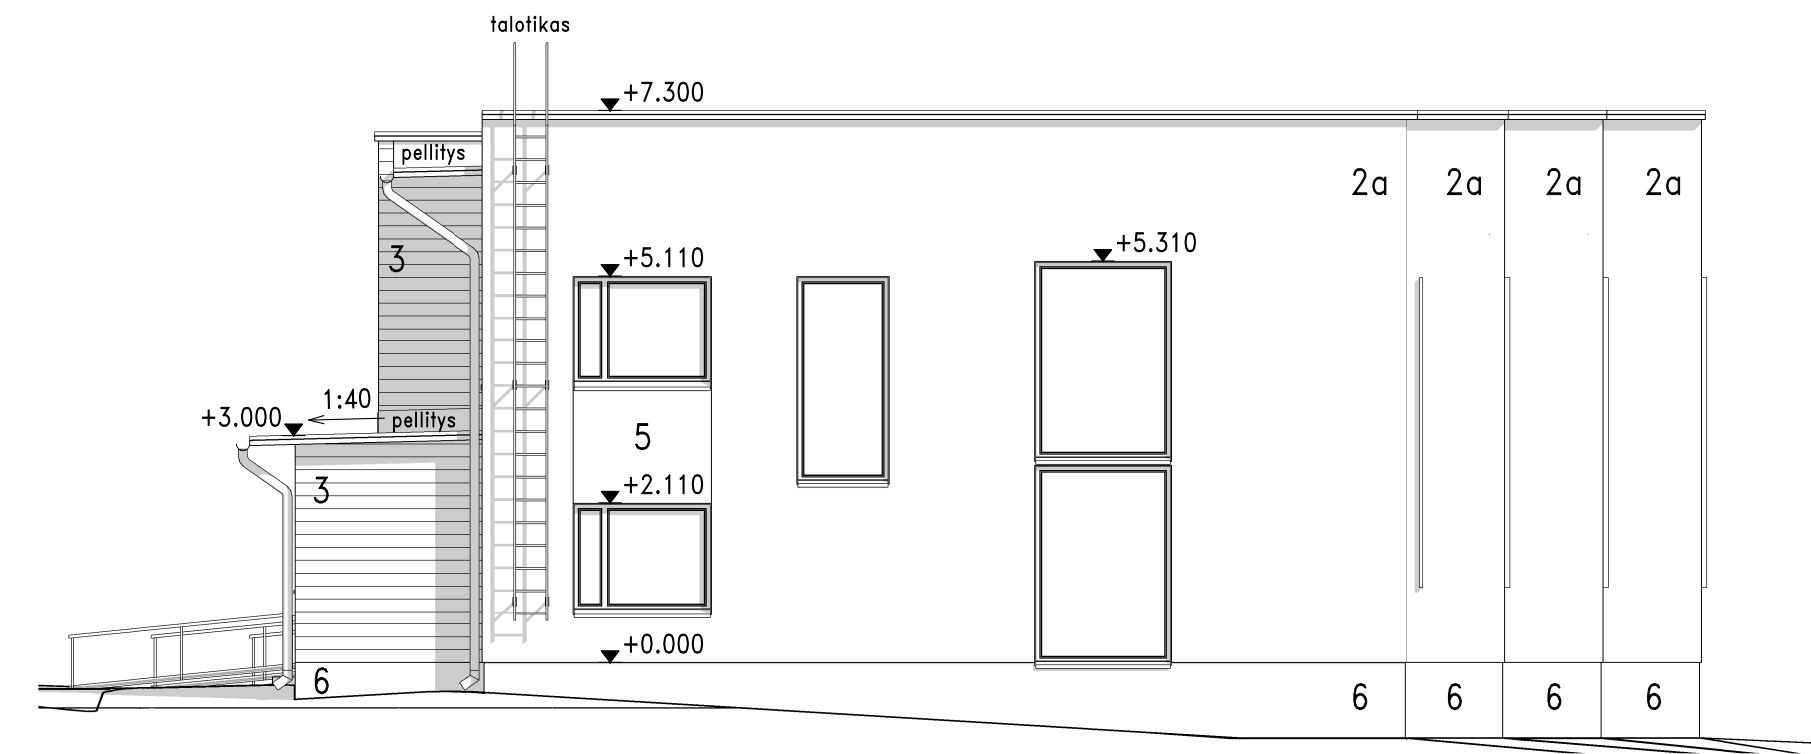 talotikas
+7.300
pellitys
2a 2a 2a 2a
+5.310
+5.110
3
1:40
+3.000
pellitys
5
3
+2.110
+0.000
6
6 6 6 6